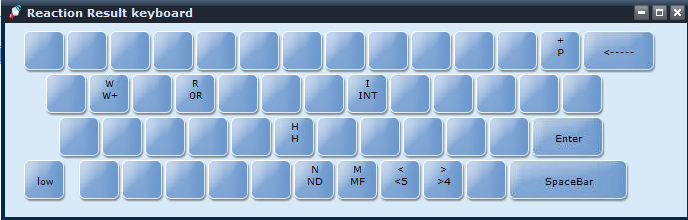 Reaction Result keyboard
+
P
<-----
W
W+
R
0R
I
INT
H
H
Enter
low
N
ND
M
MF
<
<5
>
>4
SpaceBar